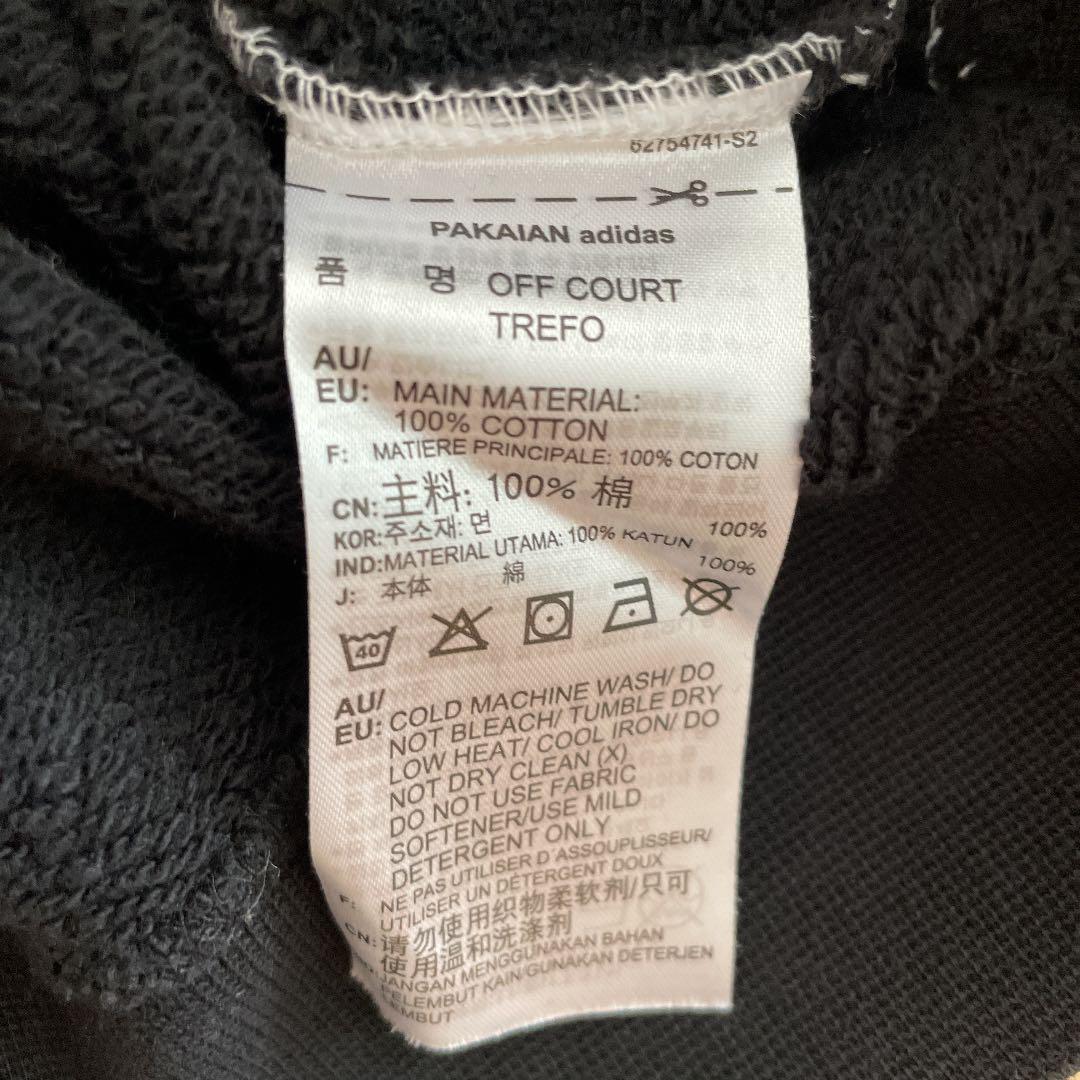 62754741-S2
PAKAIAN adidas
품 명 OFF COURT
TREFO
AU/
EU: MAIN MATERIAL:
100% COTTON
F: MATIERE PRINCIPALE: 100% COTON
CN: 主料: 100% 棉
KOR: 주소재: 면 100%
IND: MATERIAL UTAMA: 100% KATUN
J: 本体 綿 100%
40
AU/
EU: COLD MACHINE WASH/ DO
NOT BLEACH/ TUMBLE DRY
LOW HEAT/ COOL IRON/ DO
NOT DRY CLEAN (X)
DO NOT USE FABRIC
SOFTENER/USE MILD
DETERGENT ONLY
F: NE PAS UTILISER D'ASSOUPLISSEUR/
UTILISER UN DÉTERGENT DOUX
CN: 请勿使用织物柔软剂/只可
使用温和洗涤剂
JANGAN MENGGUNAKAN BAHAN
PELEMBUT KAIN/GUNAKAN DETERJEN
LEMBUT